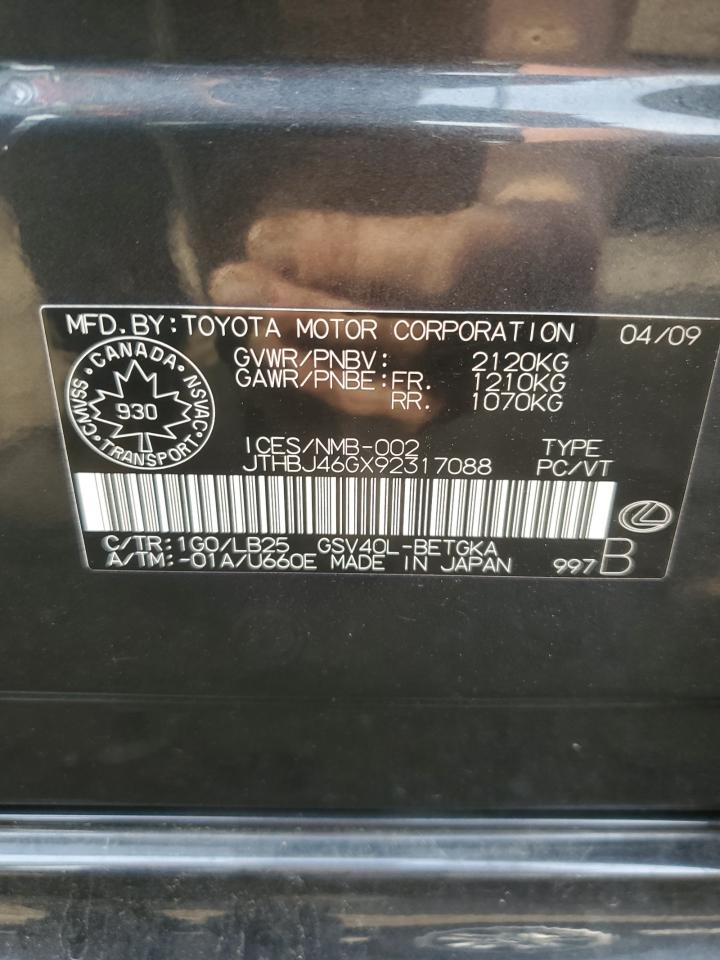 MFD.BY:TOYOTA MOTOR CORPORATION 04/09
GVWR/PNBV: 2120KG
GAWR/PNBE:FR. 1210KG
RR. 1070KG
CMVSS CANADA NSVAC
930
TRANSPORT
ICES/NMB-002 TYPE
JTHBJ46GX92317088 PC/VT
C/TR:1G0/LB25 GSV40L-BETGKA
A/TM:-01A/U660E MADE IN JAPAN 997B